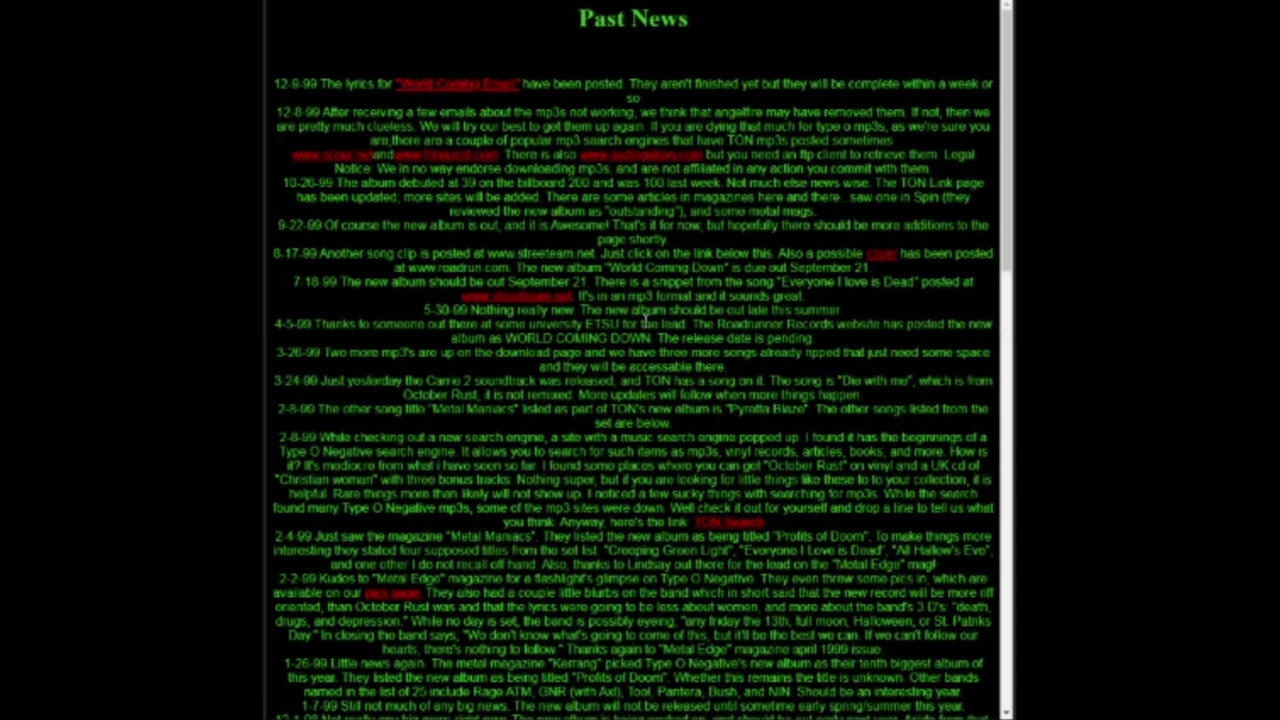 Past News
12-9-99 The lyrics for "World Coming Down" have been posted. They aren't finished yet but they will be complete within a week or
so
12-8-99 After receiving a few emails about the mp3s not working, we think that angelfire may have removed them. If not, then we
are pretty much clueless. We will try our best to get them up again. If you are dying that much for type o mp3s, as we're sure you
are,there are a couple of popular mp3 search engines that have TON mp3s posted sometimes
and . There is also but you need an ftp client to retrieve them. Legal
Notice: We in no way endorse downloading mp3s, and are not affiliated in any action you commit with them.
10-26-99 The album debuted at 39 on the billboard 200 and was 100 last week. Not much else news wise. The TON Link page
has been updated; more sites will be added. There are some articles in magazines here and there...saw one in Spin (they
reviewed the new album as "outstanding"), and some metal mags.
9-22-99 Of course the new album is out, and it is Awesome! That's it for now, but hopefully there should be more additions to the
page shortly.
8-17-99 Another song clip is posted at www.streeteam.net. Just click on the link below this. Also a possible cover has been posted
at www.roadrun.com. The new album "World Coming Down" is due out September 21.
7-18-99 The new album should be out September 21. There is a snippet from the song "Everyone I love is Dead" posted at
www.streeteam.net. It's in an mp3 format and it sounds great.
5-30-99 Nothing really new. The new album should be out late this summer.
4-5-99 Thanks to someone out there at some university ETSU for the lead. The Roadrunner Records website has posted the new
album as WORLD COMING DOWN. The release date is pending.
3-26-99 Two more mp3's are up on the download page and we have three more songs already ripped that just need some space
and they will be accessable there.
3-24-99 Just yesterday the Carrie 2 soundtrack was released, and TON has a song on it. The song is "Die with me", which is from
October Rust, it is not remixed. More updates will follow when more things happen.
2-8-99 The other song title "Metal Maniacs" listed as part of TON's new album is "Pyretta Blaze". The other songs listed from the
set are below.
2-8-99 While checking out a new search engine, a site with a music search engine popped up. I found it has the beginnings of a
Type O Negative search engine. It allows you to search for such items as mp3s, vinyl records, articles, books, and more. How is
it? It's mediocre from what i have seen so far. I found some places where you can get "October Rust" on vinyl and a UK cd of
"Christian woman" with three bonus tracks. Nothing super, but if you are looking for little things like these to to your collection, it is
helpful. Rare things more than likely will not show up. I noticed a few sucky things with searching for mp3s. While the search
found many Type O Negative mp3s, some of the mp3 sites were down. Well check it out for yourself and drop a line to tell us what
you think. Anyway, here's the link: TON Search
2-4-99 Just saw the magazine "Metal Maniacs". They listed the new album as being titled "Profits of Doom". To make things more
interesting they stated four supposed titles from the set list. "Creeping Green Light", "Everyone I Love is Dead", "All Hallow's Eve",
and one other I do not recall off hand. Also, thanks to Lindsay out there for the lead on the "Metal Edge" mag!
2-2-99 Kudos to "Metal Edge" magazine for a flashlight's glimpse on Type O Negative. They even threw some pics in, which are
available on our pics page. They also had a couple little blurbs on the band which in short said that the new record will be more riff
oriented, than October Rust was and that the lyrics were going to be less about women, and more about the band's 3 D's: "death,
drugs, and depression." While no day is set, the band is possibly eyeing, "any friday the 13th, full moon, Halloween, or St. Patriks
Day." In closing the band says, "We don't know what's going to come of this, but it'll be the best we can. If we can't follow our
hearts, there's nothing to follow." Thanks again to "Metal Edge" magazine april 1999 issue.
1-26-99 Little news again. The metal magazine "Kerrang" picked Type O Negative's new album as their tenth biggest album of
this year. They listed the new album as being titled "Profits of Doom". Whether this remains the title is unknown. Other bands
named in the list of 25 include Rage ATM, GNR (with Axl), Tool, Pantera, Bush, and NIN. Should be an interesting year.
1-7-99 Still not much of any big news. The new album will not be released until sometime early spring/summer this year.